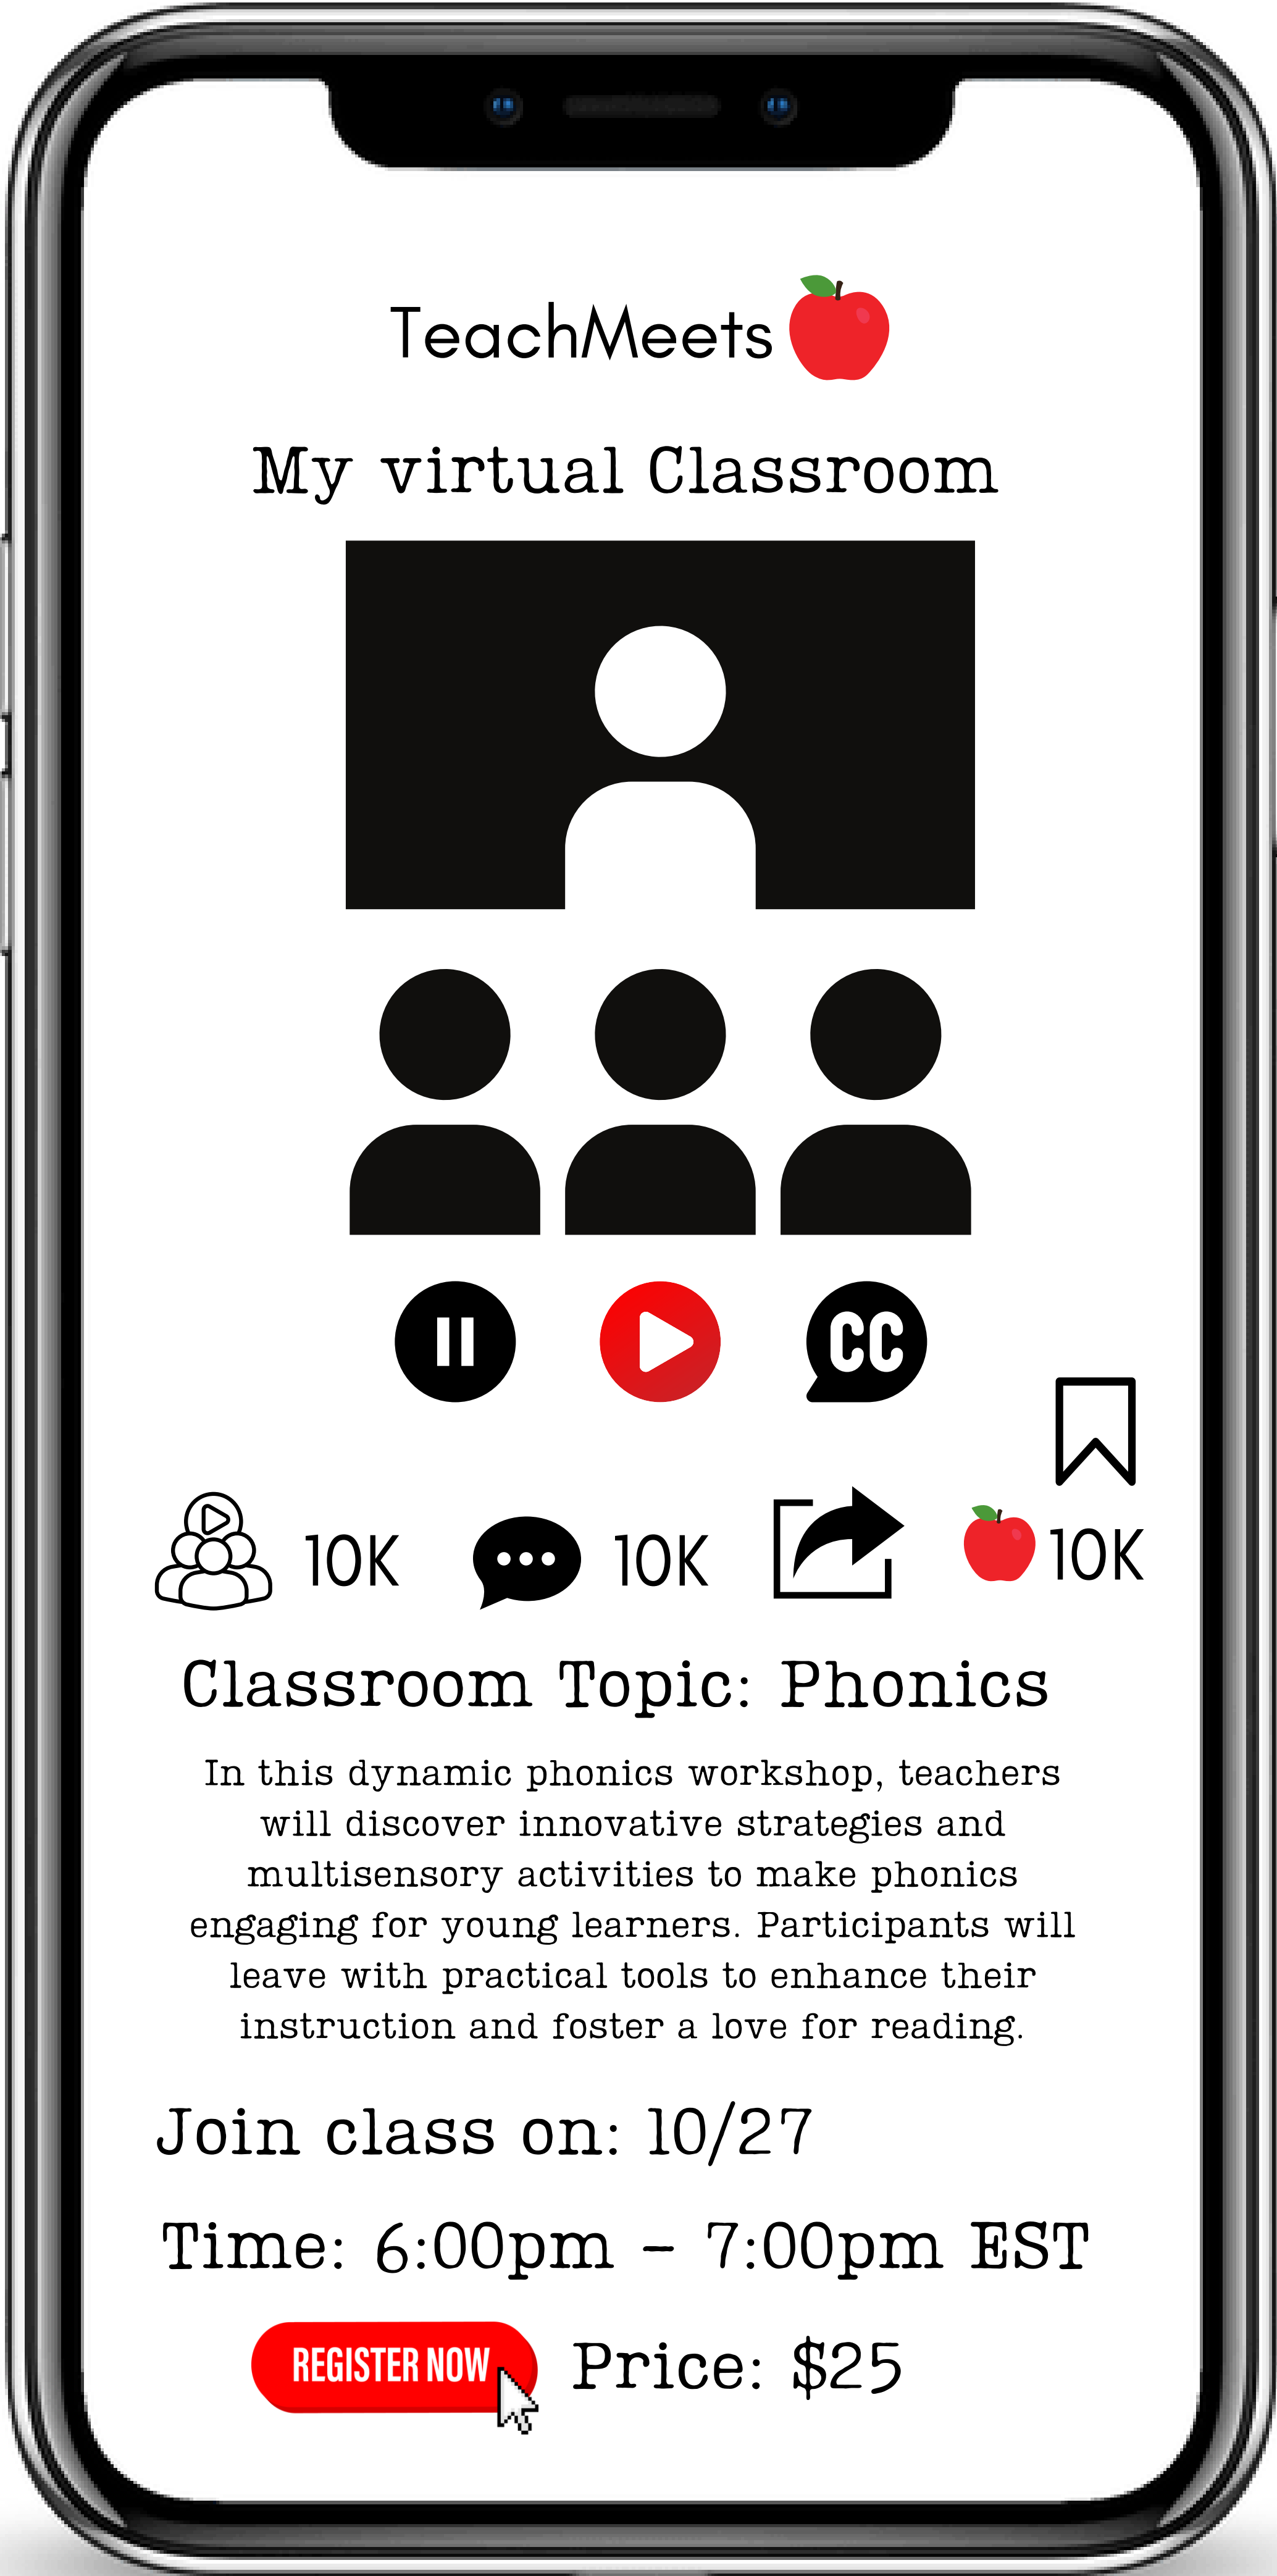 TeachMeets
My virtual Classroom
CC
10K
10K
10K
Classroom Topic: Phonics
In this dynamic phonics workshop, teachers
will discover innovative strategies and
multisensory activities to make phonics
engaging for young learners. Participants will
leave with practical tools to enhance their
instruction and foster a love for reading.
Join class on: 10/27
Time: 6:00pm - 7:00pm EST
REGISTER NOW
Price: $25